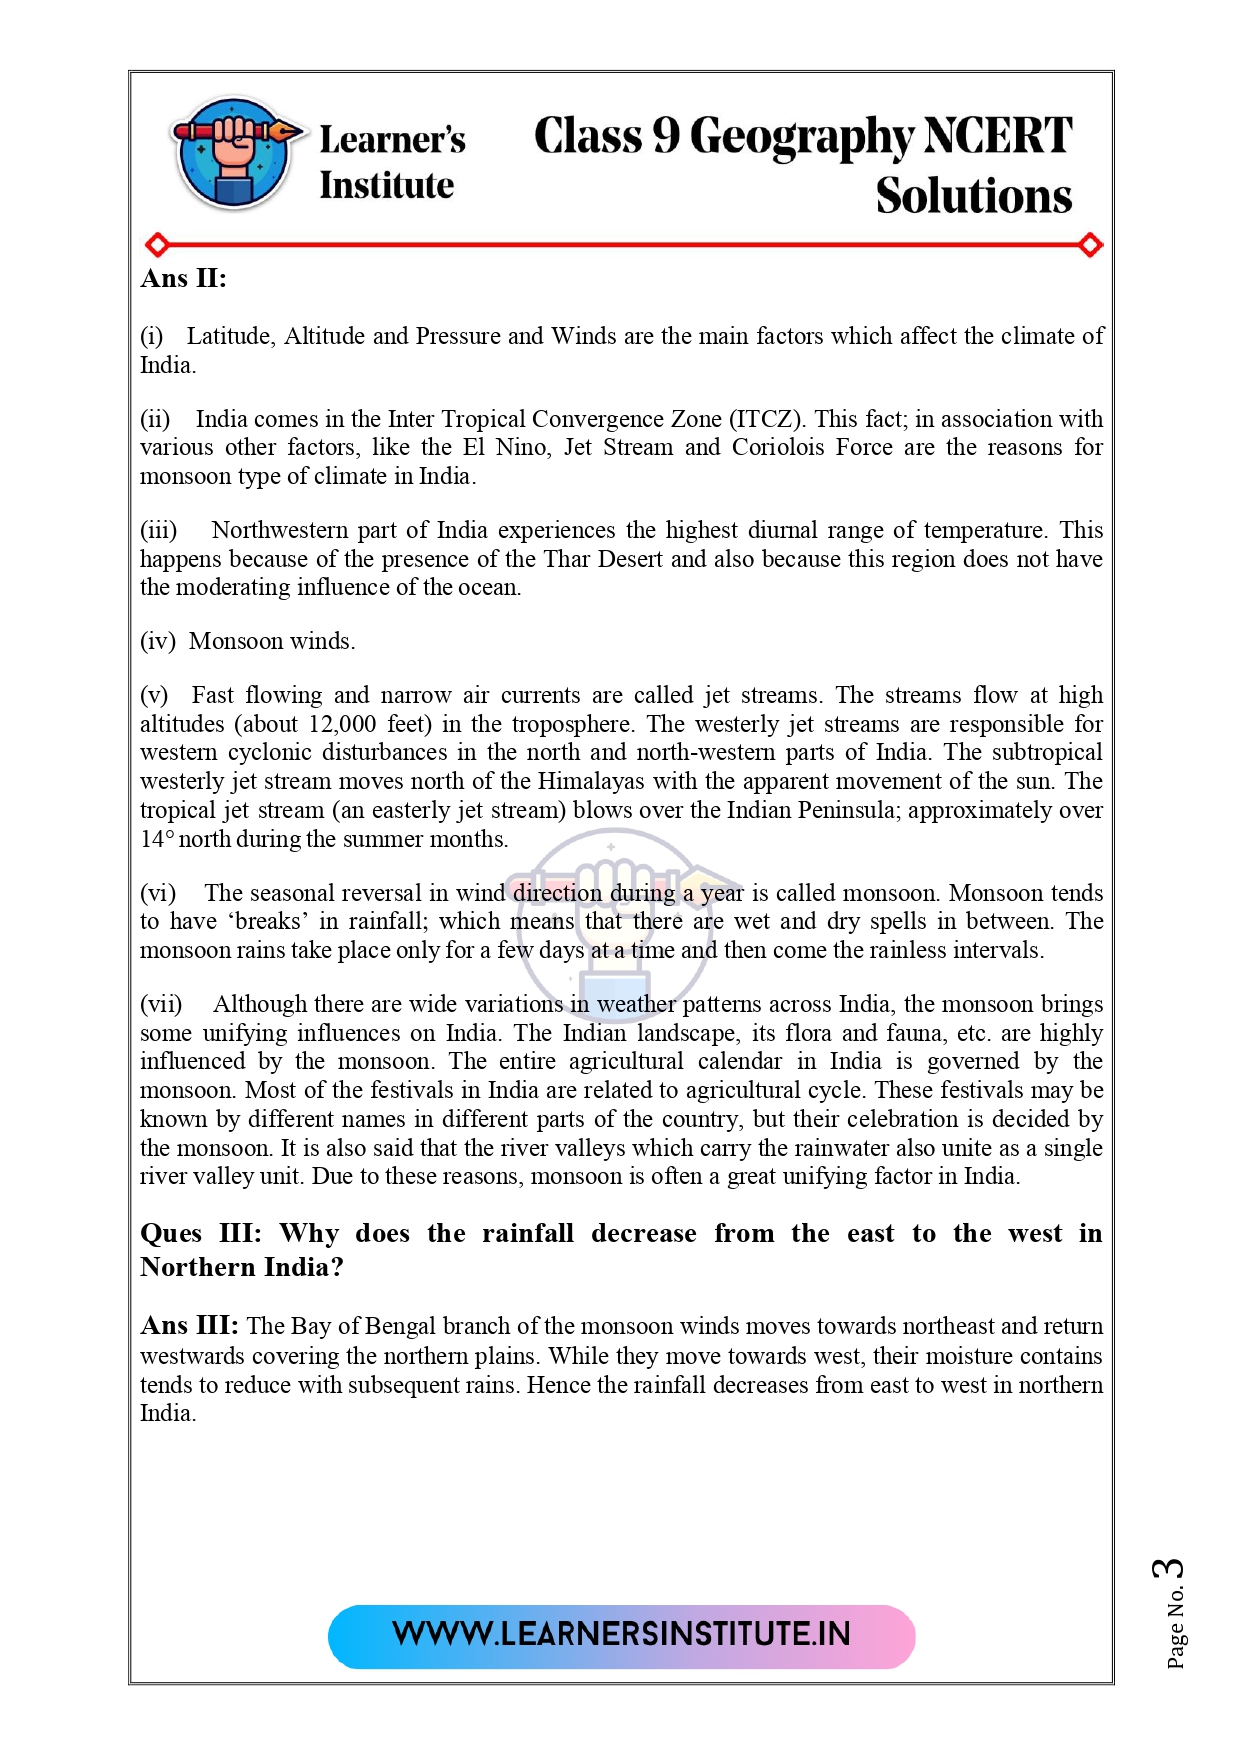 Learner's
Institute
Class 9 Geography NCERT
Solutions
Ans II:
(i) Latitude, Altitude and Pressure and Winds are the main factors which affect the climate of
India.
(ii) India comes in the Inter Tropical Convergence Zone (ITCZ). This fact; in association with
various other factors, like the El Nino, Jet Stream and Coriolois Force are the reasons for
monsoon type of climate in India.
(iii) Northwestern part of India experiences the highest diurnal range of temperature. This
happens because of the presence of the Thar Desert and also because this region does not have
the moderating influence of the ocean.
(iv) Monsoon winds.
(v) Fast flowing and narrow air currents are called jet streams. The streams flow at high
altitudes (about 12,000 feet) in the troposphere. The westerly jet streams are responsible for
western cyclonic disturbances in the north and north-western parts of India. The subtropical
westerly jet stream moves north of the Himalayas with the apparent movement of the sun. The
tropical jet stream (an easterly jet stream) blows over the Indian Peninsula; approximately over
14° north during the summer months.
(vi) The seasonal reversal in wind direction during a year is called monsoon. Monsoon tends
to have ‘breaks’ in rainfall; which means that there are wet and dry spells in between. The
monsoon rains take place only for a few days at a time and then come the rainless intervals.
(vii) Although there are wide variations in weather patterns across India, the monsoon brings
some unifying influences on India. The Indian landscape, its flora and fauna, etc. are highly
influenced by the monsoon. The entire agricultural calendar in India is governed by the
monsoon. Most of the festivals in India are related to agricultural cycle. These festivals may be
known by different names in different parts of the country, but their celebration is decided by
the monsoon. It is also said that the river valleys which carry the rainwater also unite as a single
river valley unit. Due to these reasons, monsoon is often a great unifying factor in India.
Ques III: Why does the rainfall decrease from the east to the west in
Northern India?
Ans III: The Bay of Bengal branch of the monsoon winds moves towards northeast and return
westwards covering the northern plains. While they move towards west, their moisture contains
tends to reduce with subsequent rains. Hence the rainfall decreases from east to west in northern
India.
WWW.LEARNERSINSTITUTE.IN
Page No. 3